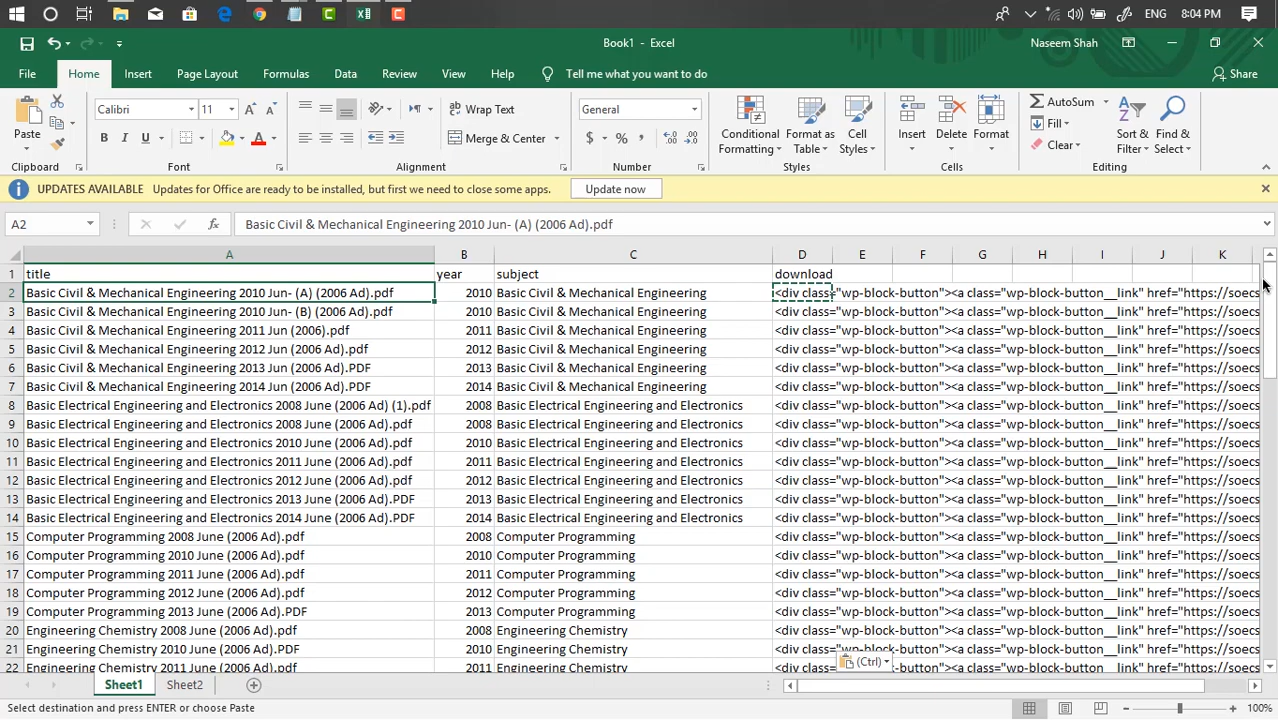 ENG 8:04 PM
Book1 - Excel
Naseem Shah
File Home Insert Page Layout Formulas Data Review View Help Tell me what you want to do Share
Paste
Calibri 11
Wrap Text
General
Merge & Center
B I U
Conditional Formatting
Format as Table
Cell Styles
Insert Delete Format
AutoSum
Fill
Clear
Sort & Filter
Find & Select
Clipboard Font Alignment Number Styles Cells Editing
UPDATES AVAILABLE Updates for Office are ready to be installed, but first we need to close some apps. Update now
A2 Basic Civil & Mechanical Engineering 2010 Jun- (A) (2006 Ad).pdf
A B C D E F G H I J K
1 title year subject download
2 Basic Civil & Mechanical Engineering 2010 Jun- (A) (2006 Ad).pdf 2010 Basic Civil & Mechanical Engineering <div class="wp-block-button"><a class="wp-block-button__link" href="https://soecs
3 Basic Civil & Mechanical Engineering 2010 Jun- (B) (2006 Ad).pdf 2010 Basic Civil & Mechanical Engineering <div class="wp-block-button"><a class="wp-block-button__link" href="https://soecs
4 Basic Civil & Mechanical Engineering 2011 Jun (2006).pdf 2011 Basic Civil & Mechanical Engineering <div class="wp-block-button"><a class="wp-block-button__link" href="https://soecs
5 Basic Civil & Mechanical Engineering 2012 Jun (2006 Ad).pdf 2012 Basic Civil & Mechanical Engineering <div class="wp-block-button"><a class="wp-block-button__link" href="https://soecs
6 Basic Civil & Mechanical Engineering 2013 Jun (2006 Ad).PDF 2013 Basic Civil & Mechanical Engineering <div class="wp-block-button"><a class="wp-block-button__link" href="https://soecs
7 Basic Civil & Mechanical Engineering 2014 Jun (2006 Ad).PDF 2014 Basic Civil & Mechanical Engineering <div class="wp-block-button"><a class="wp-block-button__link" href="https://soecs
8 Basic Electrical Engineering and Electronics 2008 June (2006 Ad) (1).pdf 2008 Basic Electrical Engineering and Electronics <div class="wp-block-button"><a class="wp-block-button__link" href="https://soecs
9 Basic Electrical Engineering and Electronics 2008 June (2006 Ad).pdf 2008 Basic Electrical Engineering and Electronics <div class="wp-block-button"><a class="wp-block-button__link" href="https://soecs
10 Basic Electrical Engineering and Electronics 2010 June (2006 Ad).pdf 2010 Basic Electrical Engineering and Electronics <div class="wp-block-button"><a class="wp-block-button__link" href="https://soecs
11 Basic Electrical Engineering and Electronics 2011 June (2006 Ad).pdf 2011 Basic Electrical Engineering and Electronics <div class="wp-block-button"><a class="wp-block-button__link" href="https://soecs
12 Basic Electrical Engineering and Electronics 2012 June (2006 Ad).pdf 2012 Basic Electrical Engineering and Electronics <div class="wp-block-button"><a class="wp-block-button__link" href="https://soecs
13 Basic Electrical Engineering and Electronics 2013 June (2006 Ad).PDF 2013 Basic Electrical Engineering and Electronics <div class="wp-block-button"><a class="wp-block-button__link" href="https://soecs
14 Basic Electrical Engineering and Electronics 2014 June (2006 Ad).PDF 2014 Basic Electrical Engineering and Electronics <div class="wp-block-button"><a class="wp-block-button__link" href="https://soecs
15 Computer Programming 2008 June (2006 Ad).pdf 2008 Computer Programming <div class="wp-block-button"><a class="wp-block-button__link" href="https://soecs
16 Computer Programming 2010 June (2006 Ad).pdf 2010 Computer Programming <div class="wp-block-button"><a class="wp-block-button__link" href="https://soecs
17 Computer Programming 2011 June (2006 Ad).pdf 2011 Computer Programming <div class="wp-block-button"><a class="wp-block-button__link" href="https://soecs
18 Computer Programming 2012 June (2006 Ad).pdf 2012 Computer Programming <div class="wp-block-button"><a class="wp-block-button__link" href="https://soecs
19 Computer Programming 2013 June (2006 Ad).PDF 2013 Computer Programming <div class="wp-block-button"><a class="wp-block-button__link" href="https://soecs
20 Engineering Chemistry 2008 June (2006 Ad).pdf 2008 Engineering Chemistry <div class="wp-block-button"><a class="wp-block-button__link" href="https://soecs
21 Engineering Chemistry 2010 June (2006 Ad).PDF 2010 Engineering Chemistry <div class="wp-block-button"><a class="wp-block-button__link" href="https://soecs
22 Engineering Chemistry 2011 June (2006 Ad).pdf 2011 Engineering Chemistry <div class="wp-block-button"><a class="wp-block-button__link" href="https://soecs
(Ctrl)
Sheet1 Sheet2
Select destination and press ENTER or choose Paste 100%